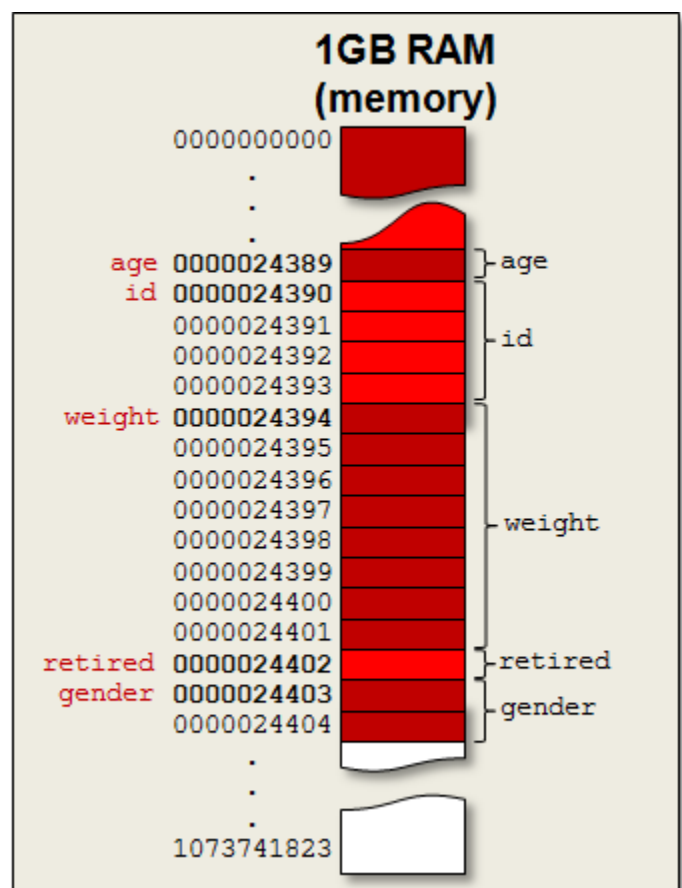 1GB RAM
(memory)
0000000000
.
.
.
age 0000024389 age
id 0000024390
0000024391 id
0000024392
0000024393
weight 0000024394
0000024395
0000024396
0000024397 weight
0000024398
0000024399
0000024400
0000024401
retired 0000024402 retired
gender 0000024403 gender
0000024404
.
.
.
1073741823